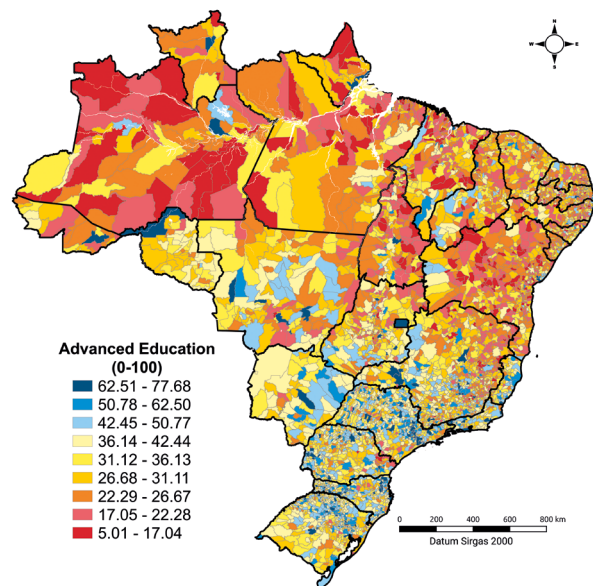 N
W E
S
Advanced Education
(0-100)
62.51 - 77.68
50.78 - 62.50
42.45 - 50.77
36.14 - 42.44
31.12 - 36.13
26.68 - 31.11
22.29 - 26.67
17.05 - 22.28
5.01 - 17.04
0 200 400 600 800 km
Datum Sirgas 2000